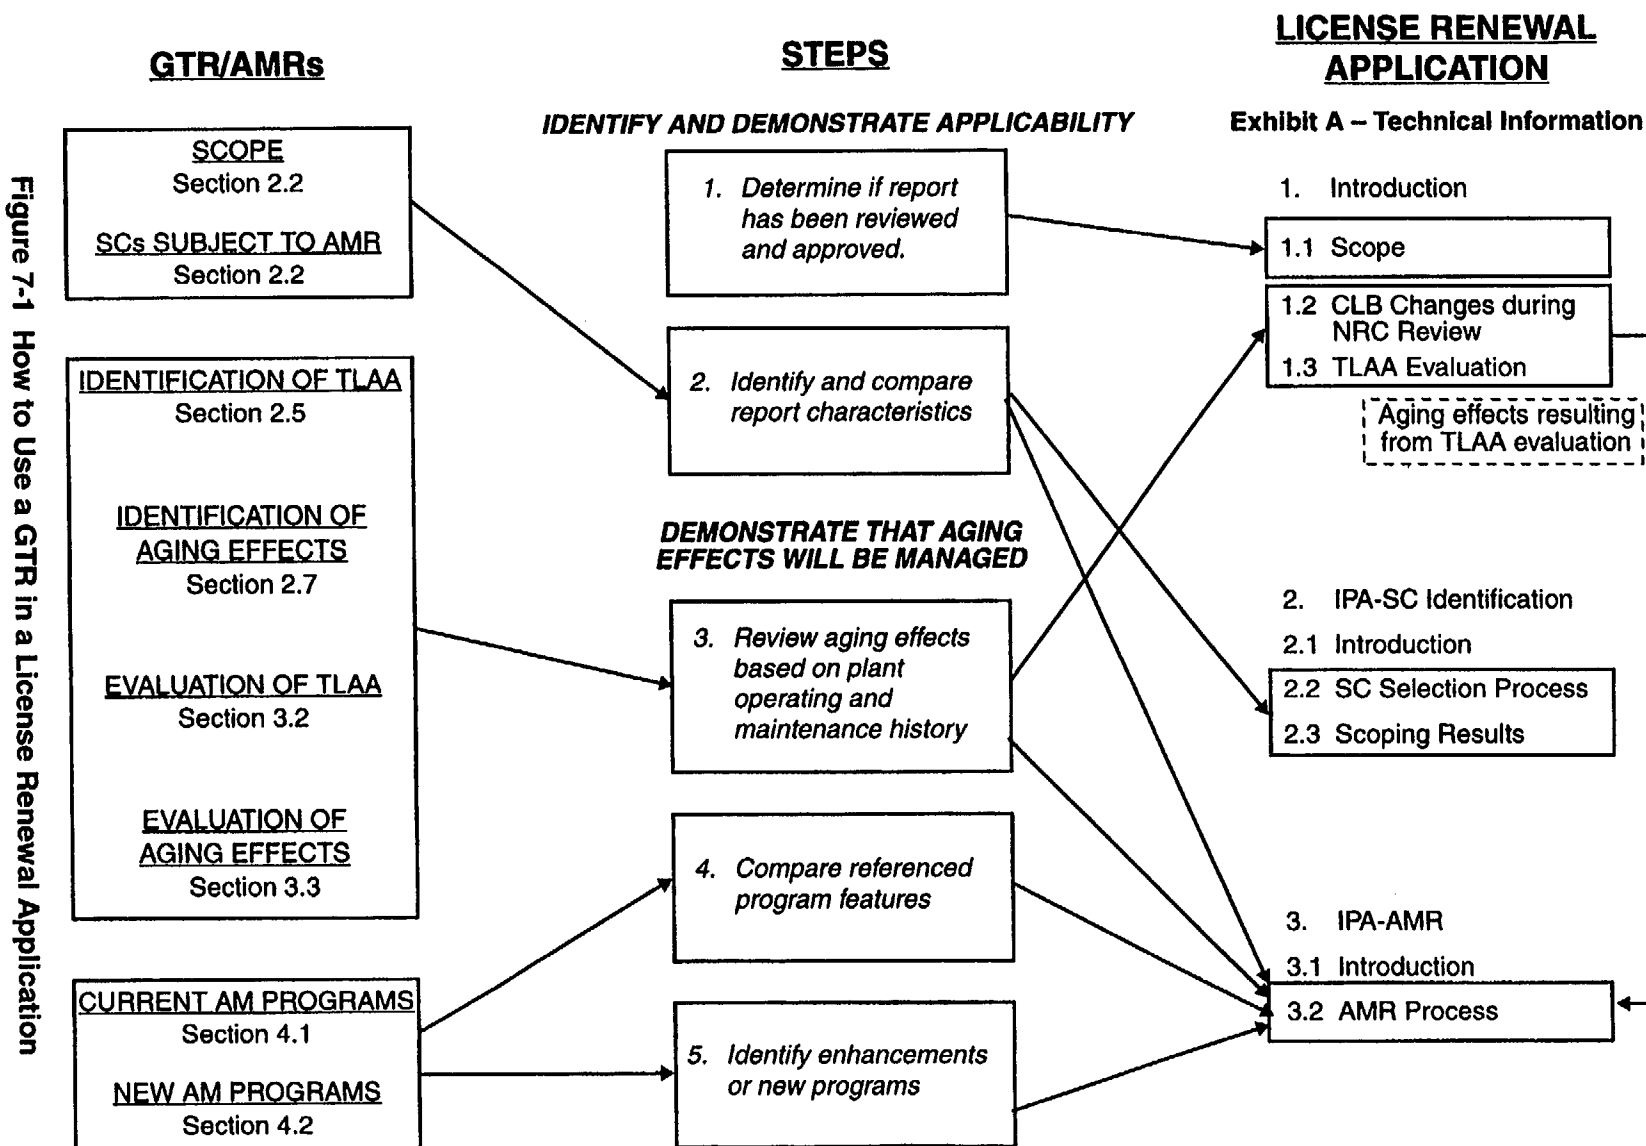 Figure 7-1 How to Use a GTR in a License Renewal Application
GTR/AMRs
SCOPE
Section 2.2
SCs SUBJECT TO AMR
Section 2.2
IDENTIFICATION OF TLAA
Section 2.5
IDENTIFICATION OF
AGING EFFECTS
Section 2.7
EVALUATION OF TLAA
Section 3.2
EVALUATION OF
AGING EFFECTS
Section 3.3
CURRENT AM PROGRAMS
Section 4.1
NEW AM PROGRAMS
Section 4.2
STEPS
IDENTIFY AND DEMONSTRATE APPLICABILITY
1. Determine if report
has been reviewed
and approved.
2. Identify and compare
report characteristics
DEMONSTRATE THAT AGING
EFFECTS WILL BE MANAGED
3. Review aging effects
based on plant
operating and
maintenance history
4. Compare referenced
program features
5. Identify enhancements
or new programs
LICENSE RENEWAL
APPLICATION
Exhibit A – Technical Information
1. Introduction
1.1 Scope
1.2 CLB Changes during
NRC Review
1.3 TLAA Evaluation
Aging effects resulting
from TLAA evaluation
2. IPA-SC Identification
2.1 Introduction
2.2 SC Selection Process
2.3 Scoping Results
3. IPA-AMR
3.1 Introduction
3.2 AMR Process